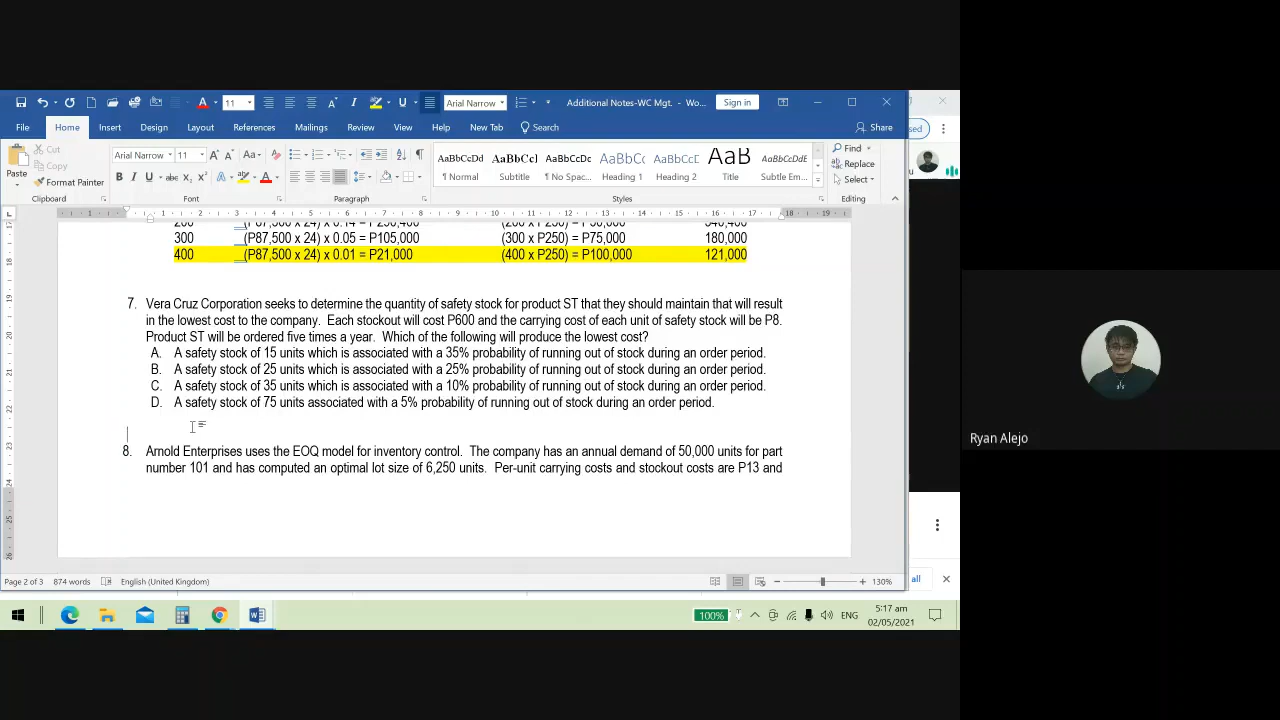 11
Arial Narrow
Additional Notes-WC Mgt. - Wo...
Sign in
File Home Insert Design Layout References Mailings Review View Help New Tab Search Share
Paste Cut Copy Format Painter
Arial Narrow 11
AaBbCcDd AaBbCcl AaBbCcDc AaBbCc AaBbCcD AaB AaBbCcDdE
¶ Normal Subtle ¶ No Spac... Heading 1 Heading 2 Title Subtle Em...
Find
Replace
Select
Clipboard Font Paragraph Styles Editing
300 (P87,500 x 24) x 0.05 = P105,000 (300 x P250) = P75,000 180,000
400 (P87,500 x 24) x 0.01 = P21,000 (400 x P250) = P100,000 121,000
7. Vera Cruz Corporation seeks to determine the quantity of safety stock for product ST that they should maintain that will result
in the lowest cost to the company. Each stockout will cost P600 and the carrying cost of each unit of safety stock will be P8.
Product ST will be ordered five times a year. Which of the following will produce the lowest cost?
A. A safety stock of 15 units which is associated with a 35% probability of running out of stock during an order period.
B. A safety stock of 25 units which is associated with a 25% probability of running out of stock during an order period.
C. A safety stock of 35 units which is associated with a 10% probability of running out of stock during an order period.
D. A safety stock of 75 units associated with a 5% probability of running out of stock during an order period.
8. Arnold Enterprises uses the EOQ model for inventory control. The company has an annual demand of 50,000 units for part
number 101 and has computed an optimal lot size of 6,250 units. Per-unit carrying costs and stockout costs are P13 and
Page 2 of 3 874 words English (United Kingdom) 130%
100% ENG 5:17 am
02/05/2021
Ryan Alejo